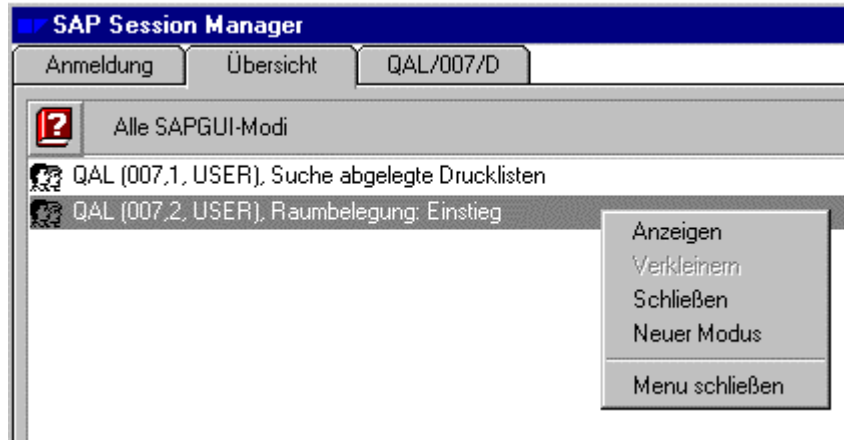 SAP Session Manager
Anmeldung Übersicht QAL/007/D
Alle SAPGUI-Modi
QAL (007,1, USER), Suche abgelegte Drucklisten
QAL (007,2, USER), Raumbelegung: Einstieg
Anzeigen
Verkleinern
Schließen
Neuer Modus
Menu schließen